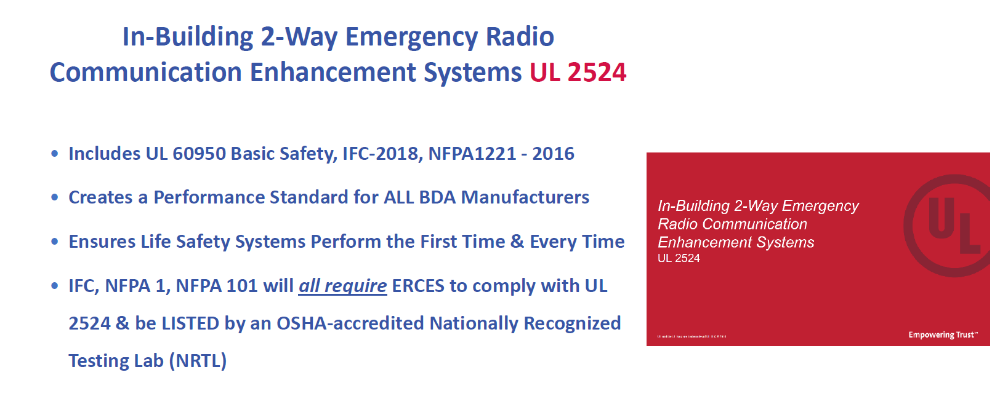 In-Building 2-Way Emergency Radio
Communication Enhancement Systems UL 2524
• Includes UL 60950 Basic Safety, IFC-2018, NFPA1221 - 2016
• Creates a Performance Standard for ALL BDA Manufacturers
• Ensures Life Safety Systems Perform the First Time & Every Time
• IFC, NFPA 1, NFPA 101 will all require ERCES to comply with UL
2524 & be LISTED by an OSHA-accredited Nationally Recognized
Testing Lab (NRTL)
In-Building 2-Way Emergency
Radio Communication
Enhancement Systems
UL 2524
UL
Empowering Trust™